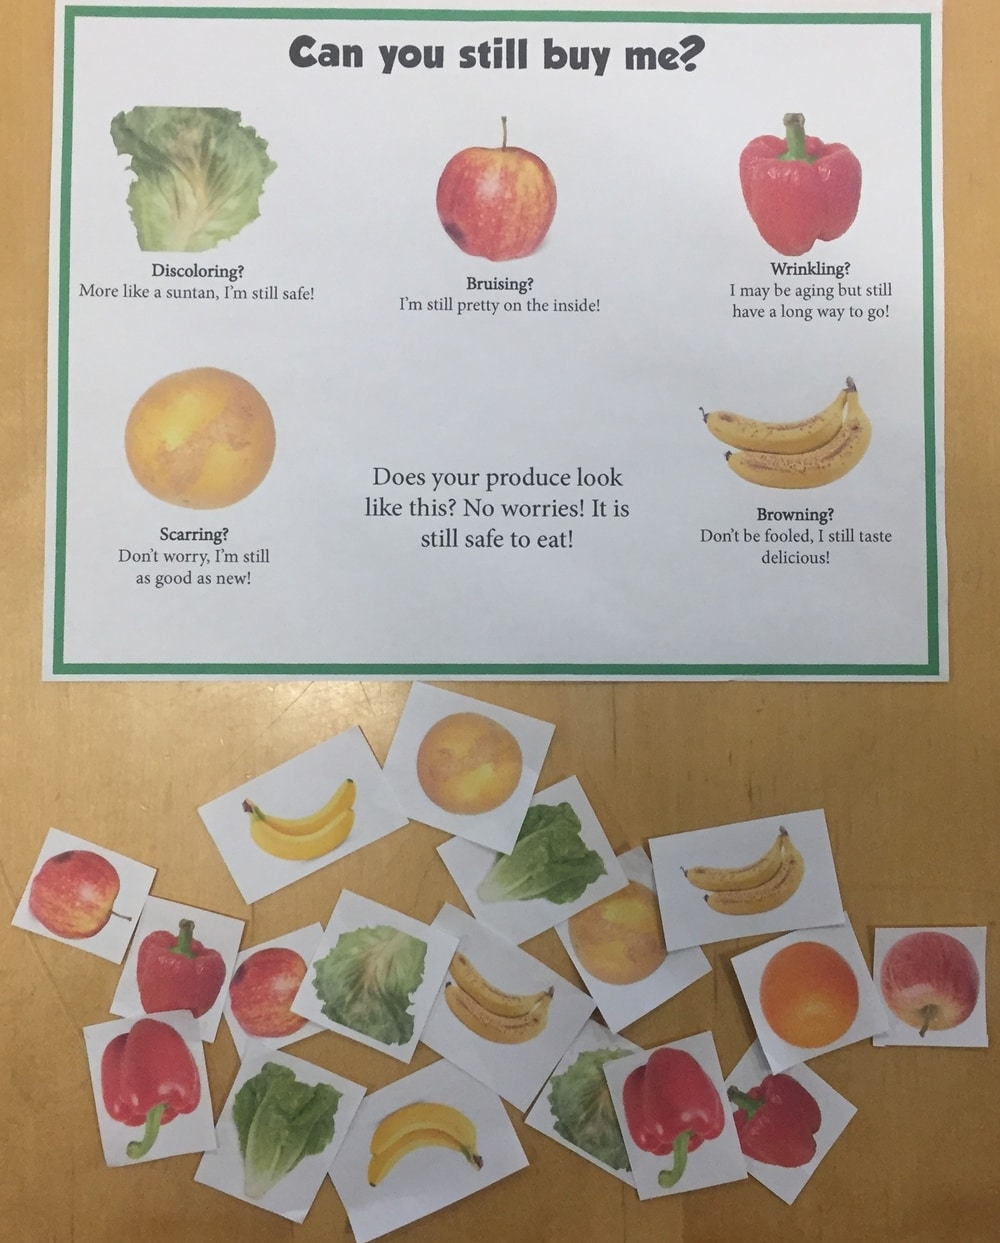 Can you still buy me?
Discoloring?
More like a suntan, I'm still safe!
Bruising?
I'm still pretty on the inside!
Wrinkling?
I may be aging but still
have a long way to go!
Scarring?
Don't worry, I'm still
as good as new!
Does your produce look
like this? No worries! It is
still safe to eat!
Browning?
Don't be fooled, I still taste
delicious!